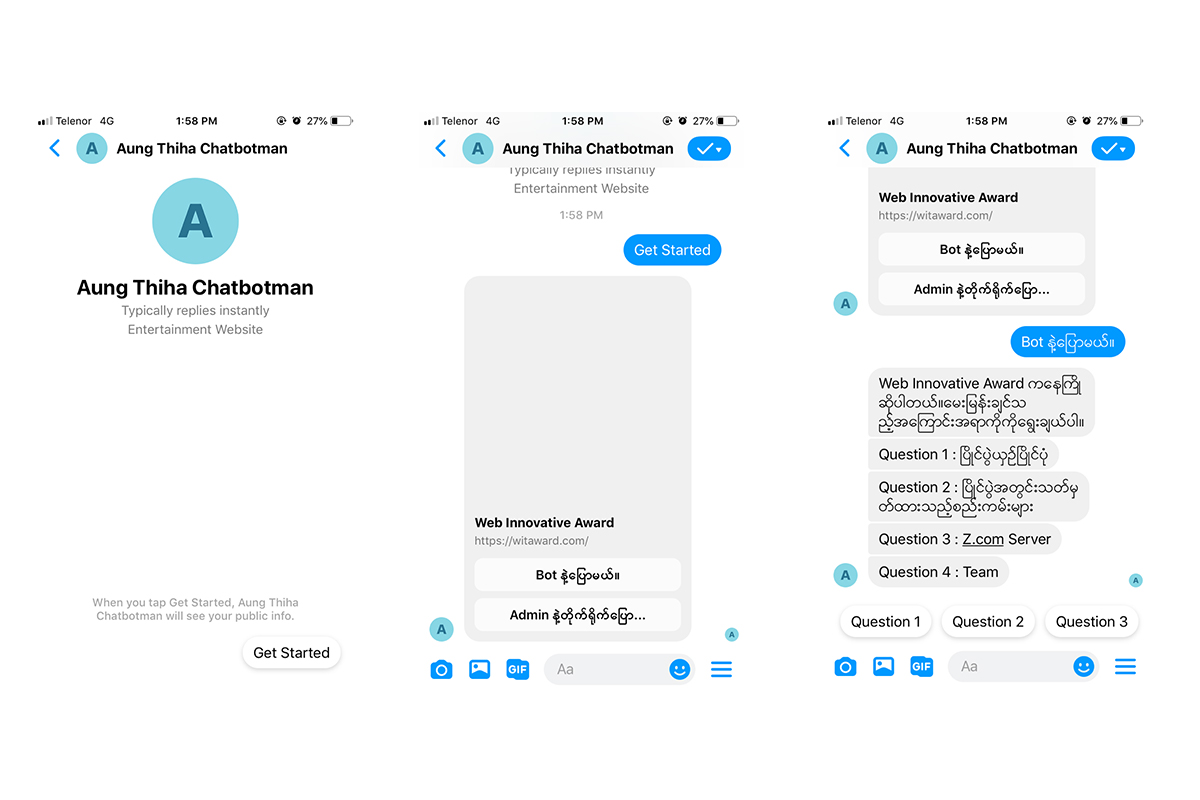 Telenor 4G 1:58 PM 27%
A Aung Thiha Chatbotman
A
Aung Thiha Chatbotman
Typically replies instantly
Entertainment Website
When you tap Get Started, Aung Thiha
Chatbotman will see your public info.
Get Started
Telenor 4G 1:58 PM 27%
A Aung Thiha Chatbotman
Typically replies instantly
Entertainment Website
1:58 PM
Get Started
Web Innovative Award
https://witaward.com/
Bot နဲ့ပြောမယ်။
Admin နဲ့တိုက်ရိုက်ပြော...
A
A
GIF
Aa
Telenor 4G 1:58 PM 27%
A Aung Thiha Chatbotman
Web Innovative Award
https://witaward.com/
Bot နဲ့ပြောမယ်။
Admin နဲ့တိုက်ရိုက်ပြော...
A
Bot နဲ့ပြောမယ်။
Web Innovative Award ကနေကြို
ဆိုပါတယ်။မေးမြန်းချင်သ
ည့်အကြောင်းအရာကိုကိုရွေးချယ်ပါ။
Question 1 : ပြိုင်ပွဲယှဉ်ပြိုင်ပုံ
Question 2 : ပြိုင်ပွဲအတွင်းသတ်မှ
တ်ထားသည့်စည်းကမ်းများ
Question 3 : Z.com Server
Question 4 : Team
A
A
Question 1
Question 2
Question 3
GIF
Aa